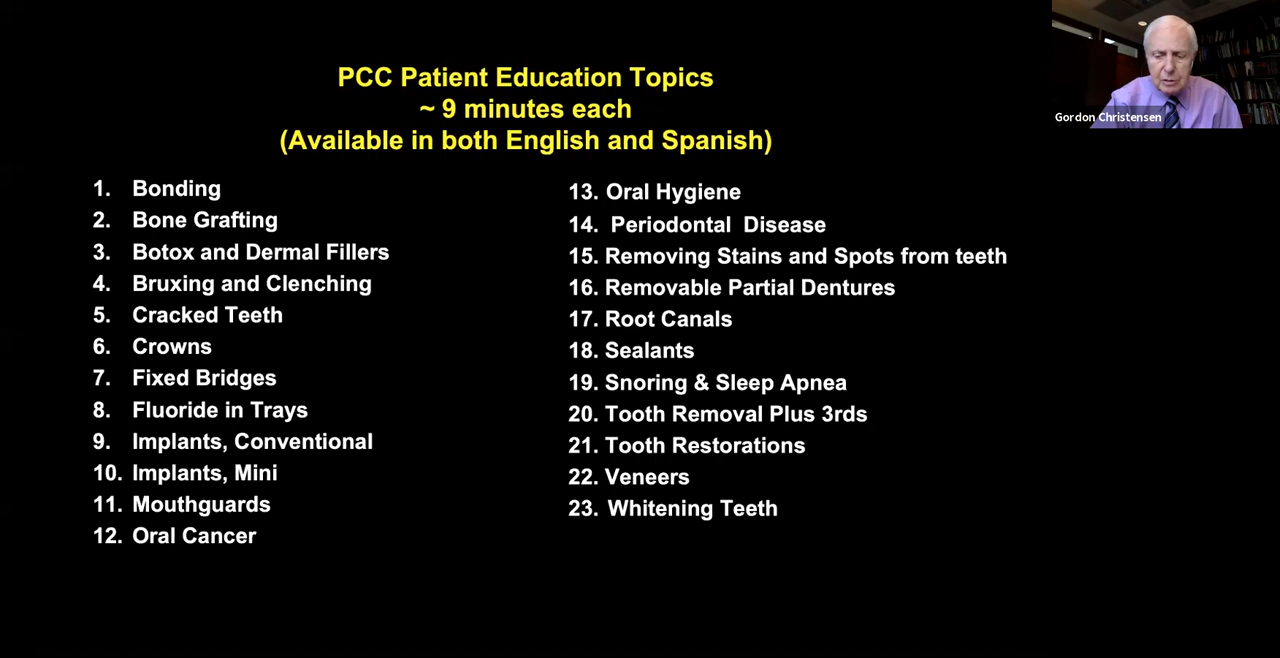 PCC Patient Education Topics
~ 9 minutes each
(Available in both English and Spanish)
1. Bonding
2. Bone Grafting
3. Botox and Dermal Fillers
4. Bruxing and Clenching
5. Cracked Teeth
6. Crowns
7. Fixed Bridges
8. Fluoride in Trays
9. Implants, Conventional
10. Implants, Mini
11. Mouthguards
12. Oral Cancer
13. Oral Hygiene
14. Periodontal Disease
15. Removing Stains and Spots from teeth
16. Removable Partial Dentures
17. Root Canals
18. Sealants
19. Snoring & Sleep Apnea
20. Tooth Removal Plus 3rds
21. Tooth Restorations
22. Veneers
23. Whitening Teeth
Gordon Christensen